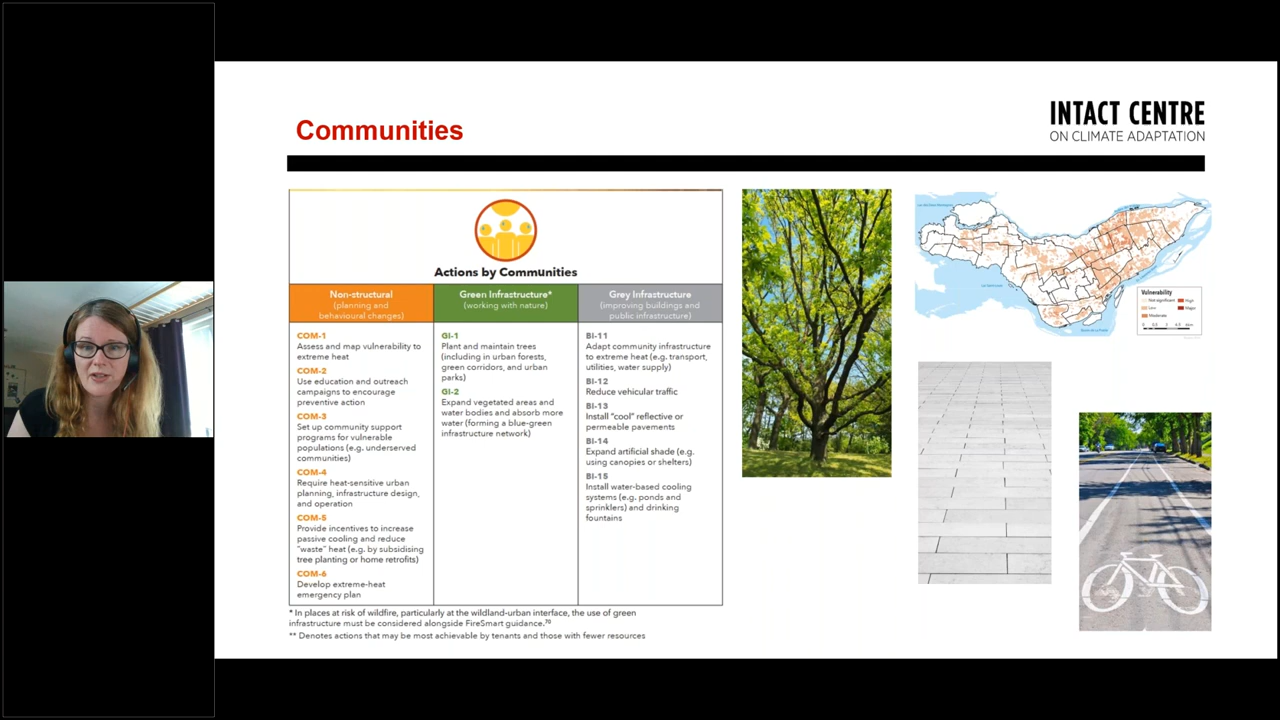 Communities
INTACT CENTRE
ON CLIMATE ADAPTATION
Actions by Communities
Non-structural
(planning and
behavioural changes)
COM-1
Assess and map vulnerability to
extreme heat
COM-2
Use education and outreach
campaigns to encourage
preventive action
COM-3
Set up community support
programs for vulnerable
populations (e.g. underserved
communities)
COM-4
Require heat-sensitive urban
planning, infrastructure design,
and operation
COM-5
Provide incentives to increase
passive cooling and reduce
"waste" heat (e.g. by subsidising
tree planting or home retrofits)
COM-6
Develop extreme-heat
emergency plan
Green Infrastructure*
(working with nature)
GI-1
Plant and maintain trees
(including in urban forests,
green corridors, and urban
parks)
GI-2
Expand vegetated areas and
water bodies and absorb more
water (forming a blue-green
infrastructure network)
Grey Infrastructure
(improving buildings and
public infrastructure)
BI-11
Adapt community infrastructure
to extreme heat (e.g. transport,
utilities, water supply)
BI-12
Reduce vehicular traffic
BI-13
Install "cool" reflective or
permeable pavements
BI-14
Expand artificial shade (e.g.
using canopies or shelters)
BI-15
Install water-based cooling
systems (e.g. ponds and
sprinklers) and drinking
fountains
* In places at risk of wildfire, particularly at the wildland-urban interface, the use of green
infrastructure must be considered alongside FireSmart guidance.70
** Denotes actions that may be most achievable by tenants and those with fewer resources
Vulnerability
Not significant
Low
Moderate
High
Major